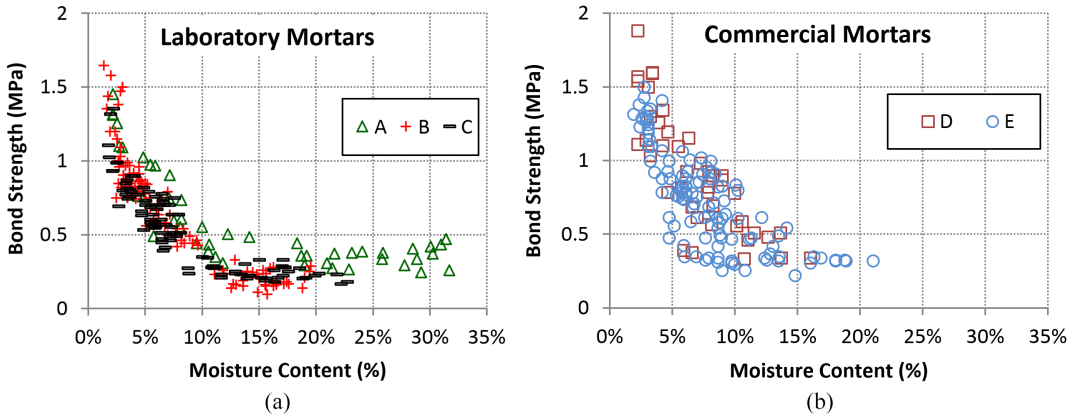 Laboratory Mortars
2
1.5
1
0.5
0
Bond Strength (MPa)
A B C
0% 5% 10% 15% 20% 25% 30% 35%
Moisture Content (%)
(a)
Commercial Mortars
2
1.5
1
0.5
0
Bond Strength (MPa)
D E
0% 5% 10% 15% 20% 25% 30% 35%
Moisture Content (%)
(b)